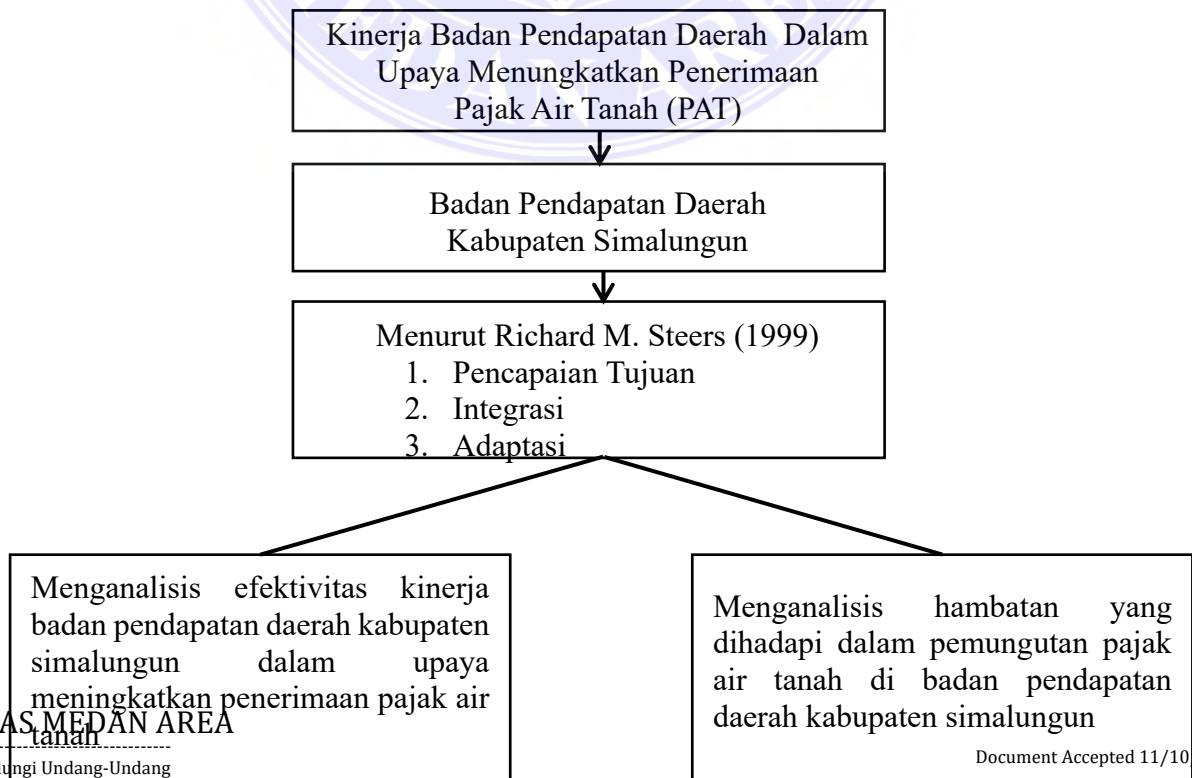 Kinerja Badan Pendapatan Daerah Dalam
Upaya Menungkatkan Penerimaan
Pajak Air Tanah (PAT)
Badan Pendapatan Daerah
Kabupaten Simalungun
Menurut Richard M. Steers (1999)
1. Pencapaian Tujuan
2. Integrasi
3. Adaptasi
Menganalisis efektivitas kinerja
badan pendapatan daerah kabupaten
simalungun dalam upaya
meningkatkan penerimaan pajak air
tanah
Menganalisis hambatan yang
dihadapi dalam pemungutan pajak
air tanah di badan pendapatan
daerah kabupaten simalungun
AS MEDAN AREA
Undang-Undang
Document Accepted 11/10